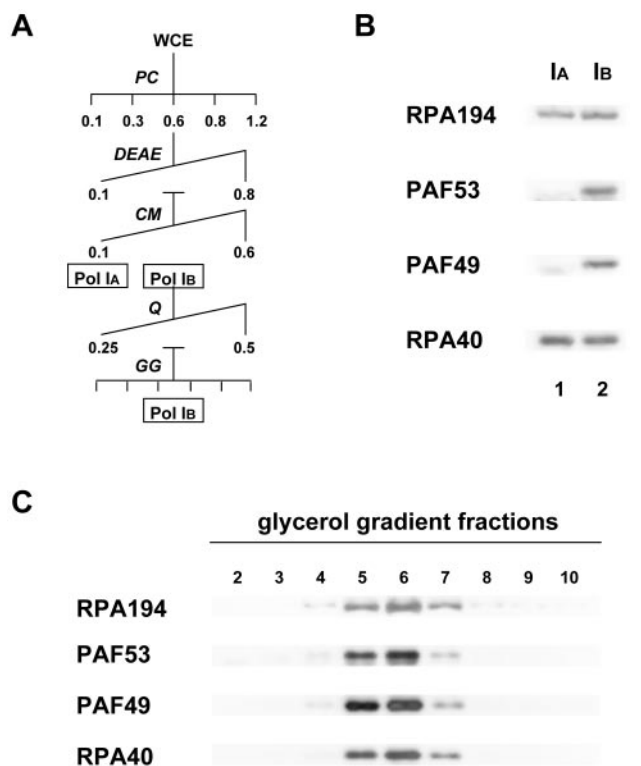 A
WCE
PC
0.1 0.3 0.6 0.8 1.2
DEAE
0.1 0.8
CM
0.1 0.6
Pol IA Pol IB
Q
0.25 0.5
GG
Pol IB
B
IA IB
RPA194
PAF53
PAF49
RPA40
1 2
C
glycerol gradient fractions
2 3 4 5 6 7 8 9 10
RPA194
PAF53
PAF49
RPA40